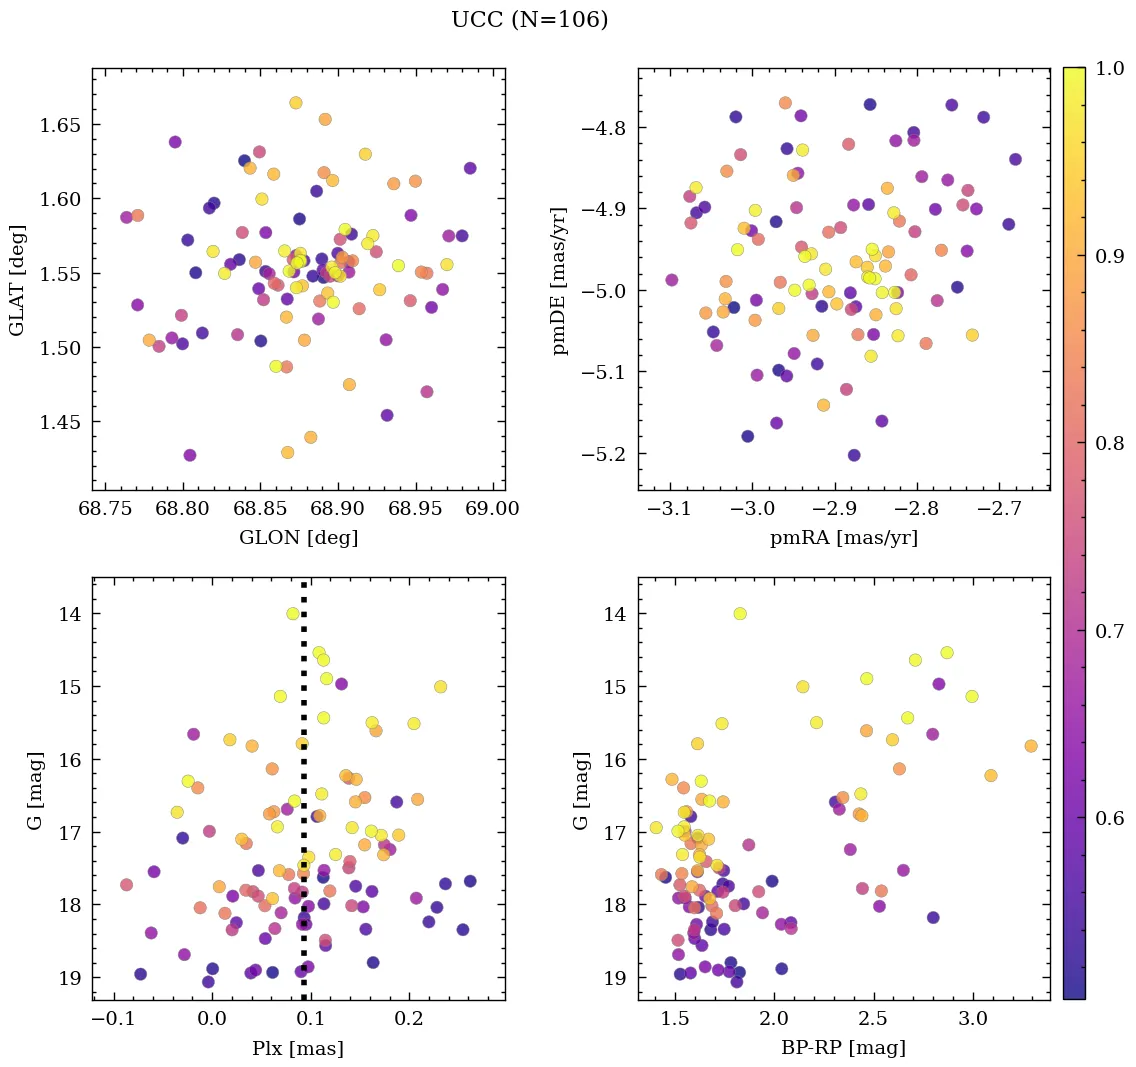 UCC (N=106)
1.65
1.60
1.55
1.50
1.45
GLAT [deg]
68.75 68.80 68.85 68.90 68.95 69.00
GLON [deg]
−4.8
−4.9
−5.0
−5.1
−5.2
pmDE [mas/yr]
−3.1 −3.0 −2.9 −2.8 −2.7
pmRA [mas/yr]
1.0
0.9
0.8
0.7
0.6
14
15
16
17
18
19
G [mag]
−0.1 0.0 0.1 0.2
Plx [mas]
14
15
16
17
18
19
G [mag]
1.5 2.0 2.5 3.0
BP-RP [mag]